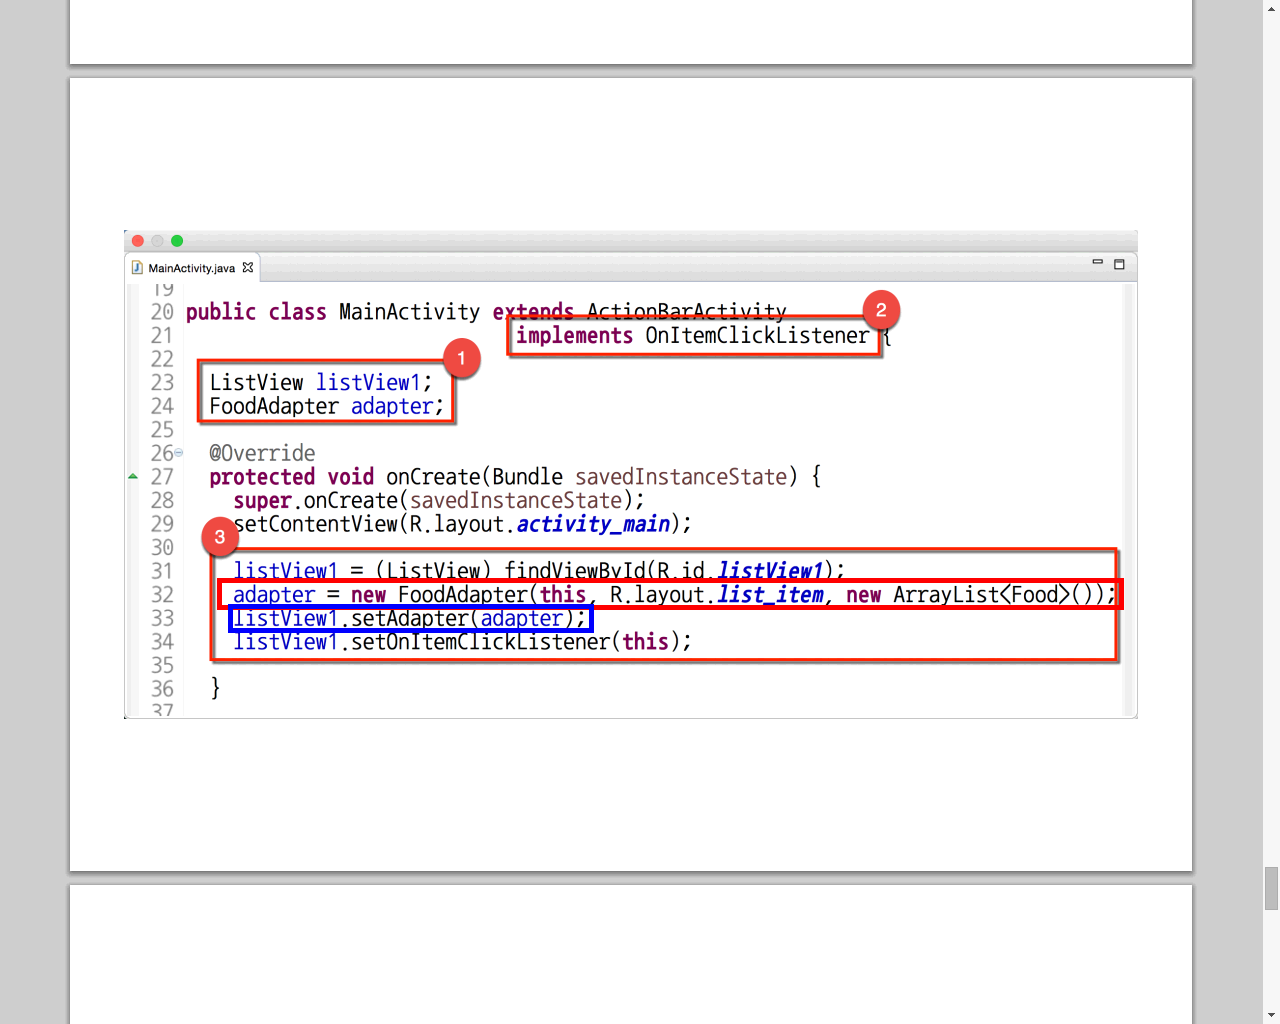 MainActivity.java
19
20 public class MainActivity extends ActionBarActivity
2
21 implements OnItemClickListener {
22
1
23 ListView listView1;
24 FoodAdapter adapter;
25
26 @Override
27 protected void onCreate(Bundle savedInstanceState) {
28 super.onCreate(savedInstanceState);
29 setContentView(R.layout.activity_main);
3
30
31 listView1 = (ListView) findViewById(R.id.listView1);
32 adapter = new FoodAdapter(this, R.layout.list_item, new ArrayList<Food>());
33 listView1.setAdapter(adapter);
34 listView1.setOnItemClickListener(this);
35
36 }
37